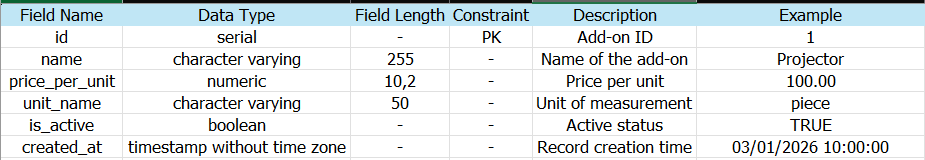 Field Name Data Type Field Length Constraint Description Example
id serial - PK Add-on ID 1
name character varying 255 - Name of the add-on Projector
price_per_unit numeric 10,2 - Price per unit 100.00
unit_name character varying 50 - Unit of measurement piece
is_active boolean - - Active status TRUE
created_at timestamp without time zone - - Record creation time 03/01/2026 10:00:00